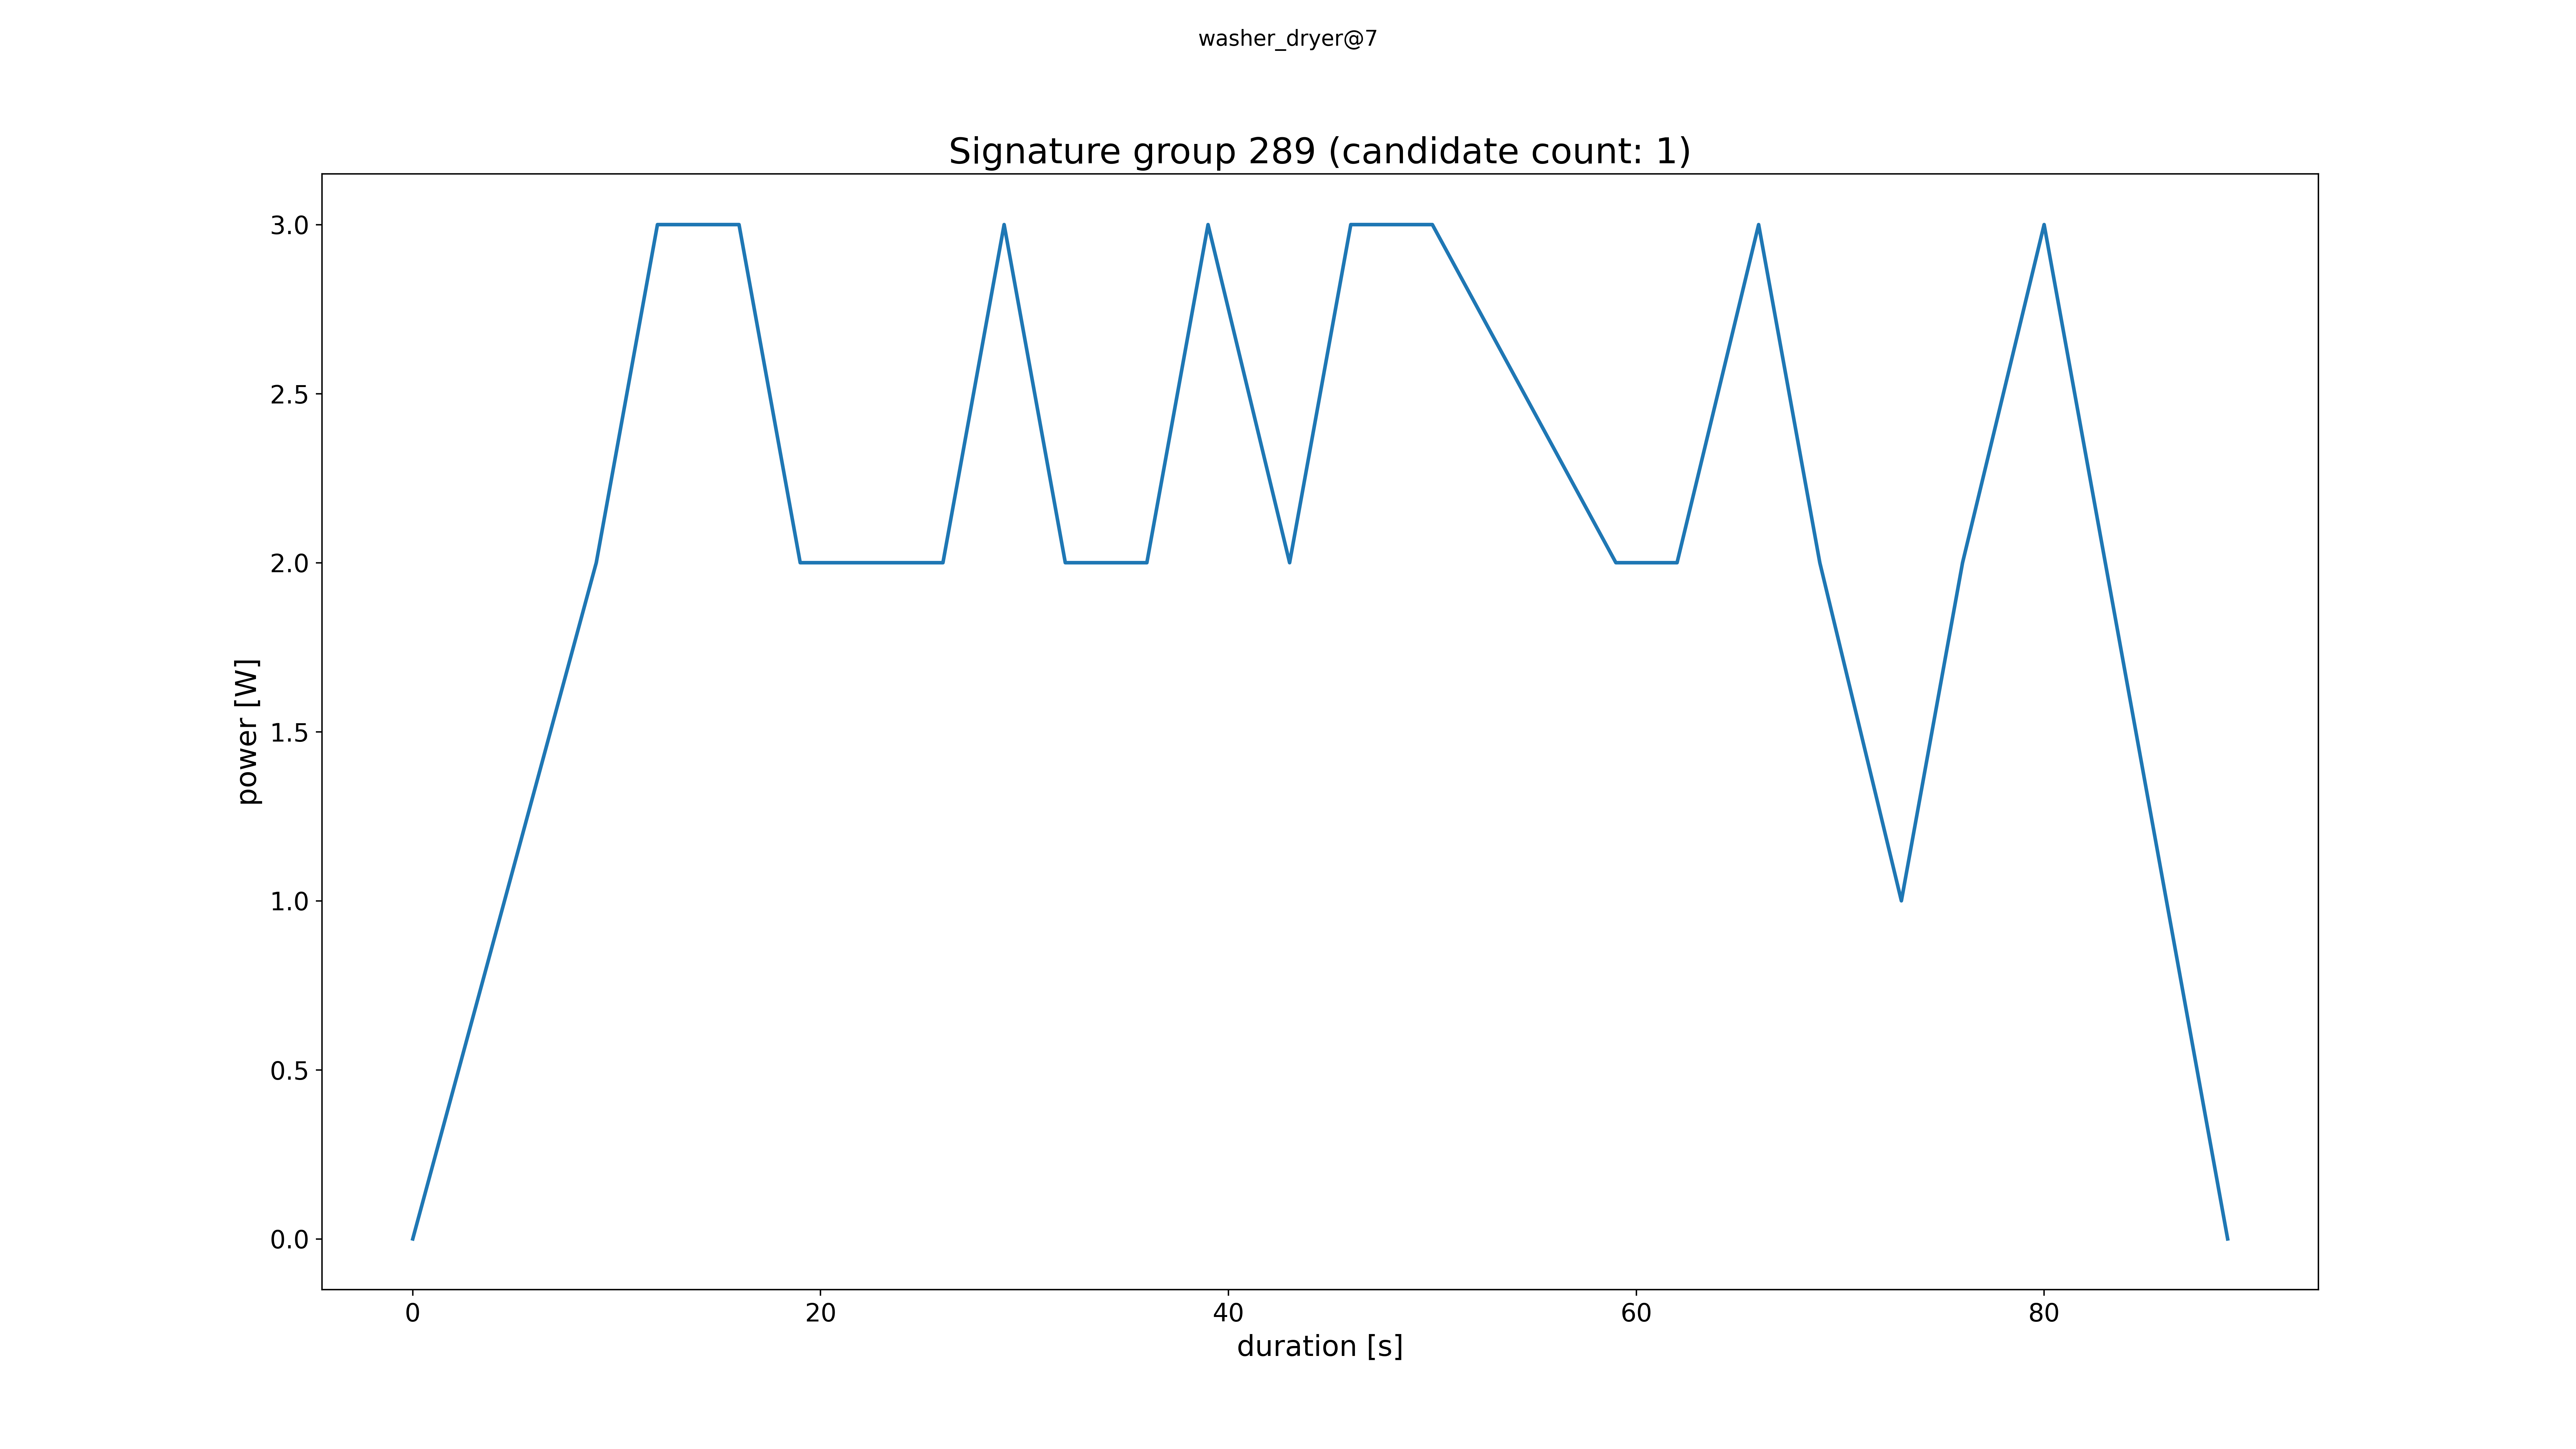 washer_dryer@7
Signature group 289 (candidate count: 1)
3.0
2.5
2.0
1.5
1.0
0.5
0.0
power [W]
0 20 40 60 80
duration [s]